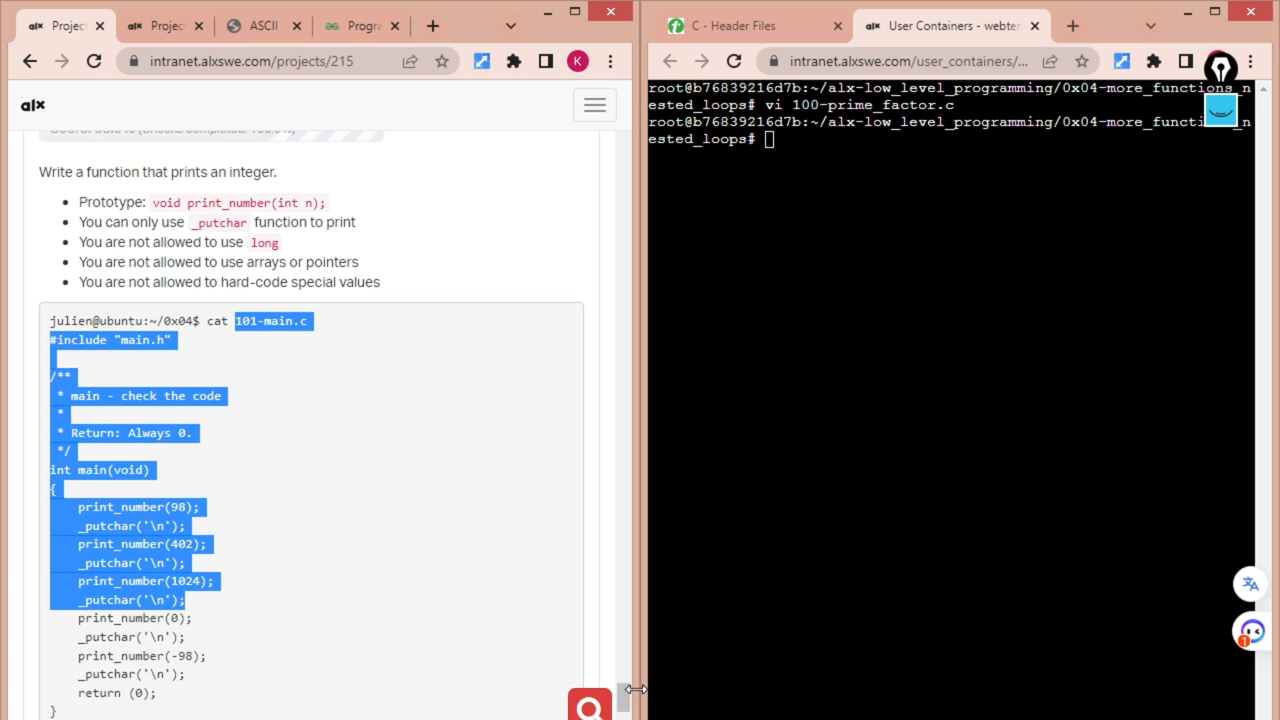 alx Projec
alx Projec
ASCII
Progra
intranet.alxswe.com/projects/215
K
alx
Write a function that prints an integer.
Prototype: void print_number(int n);
You can only use _putchar function to print
You are not allowed to use long
You are not allowed to use arrays or pointers
You are not allowed to hard-code special values
julien@ubuntu:~/0x04$ cat 101-main.c
#include "main.h"
/**
* main - check the code
*
* Return: Always 0.
*/
int main(void)
{
print_number(98);
_putchar('\n');
print_number(402);
_putchar('\n');
print_number(1024);
_putchar('\n');
print_number(0);
_putchar('\n');
print_number(-98);
_putchar('\n');
return (0);
}
C - Header Files
alx User Containers - webter
intranet.alxswe.com/user_containers/...
root@b76839216d7b:~/alx-low_level_programming/0x04-more_functions_n
ested_loops# vi 100-prime_factor.c
root@b76839216d7b:~/alx-low_level_programming/0x04-more_functi
n
ested_loops#
1